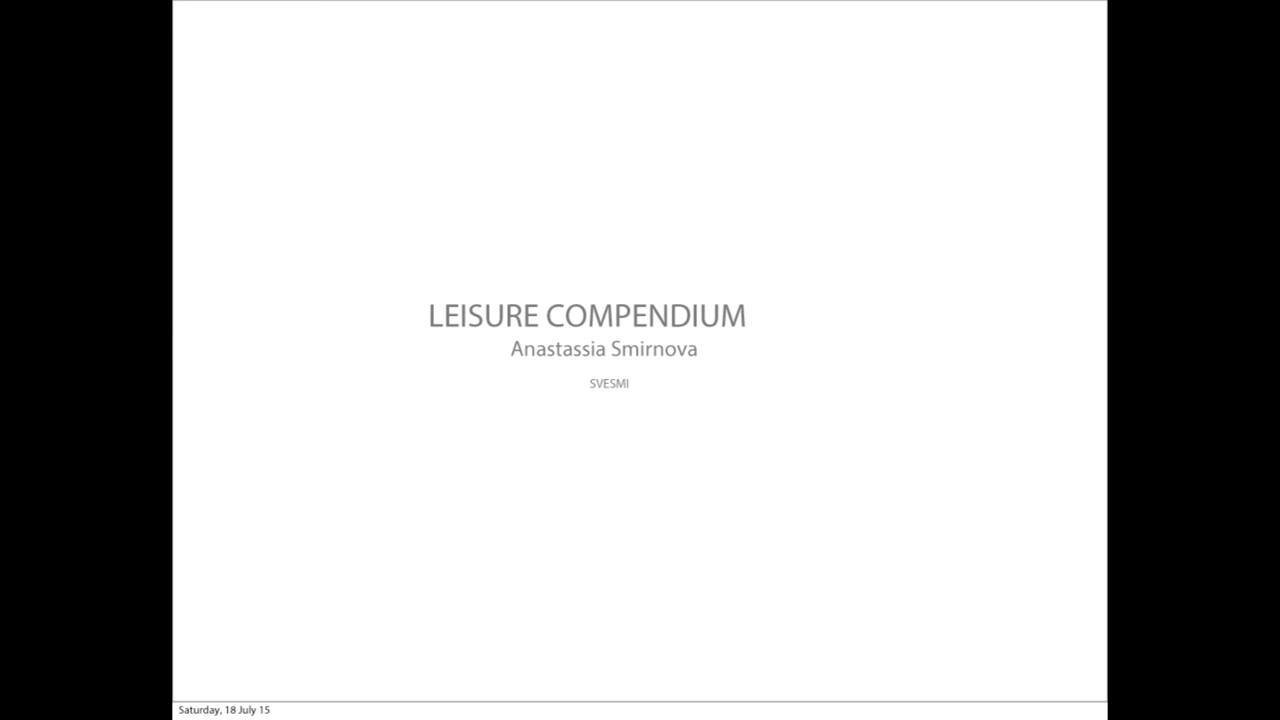 LEISURE COMPENDIUM
Anastassia Smirnova
SVESMI
Saturday, 18 July 15